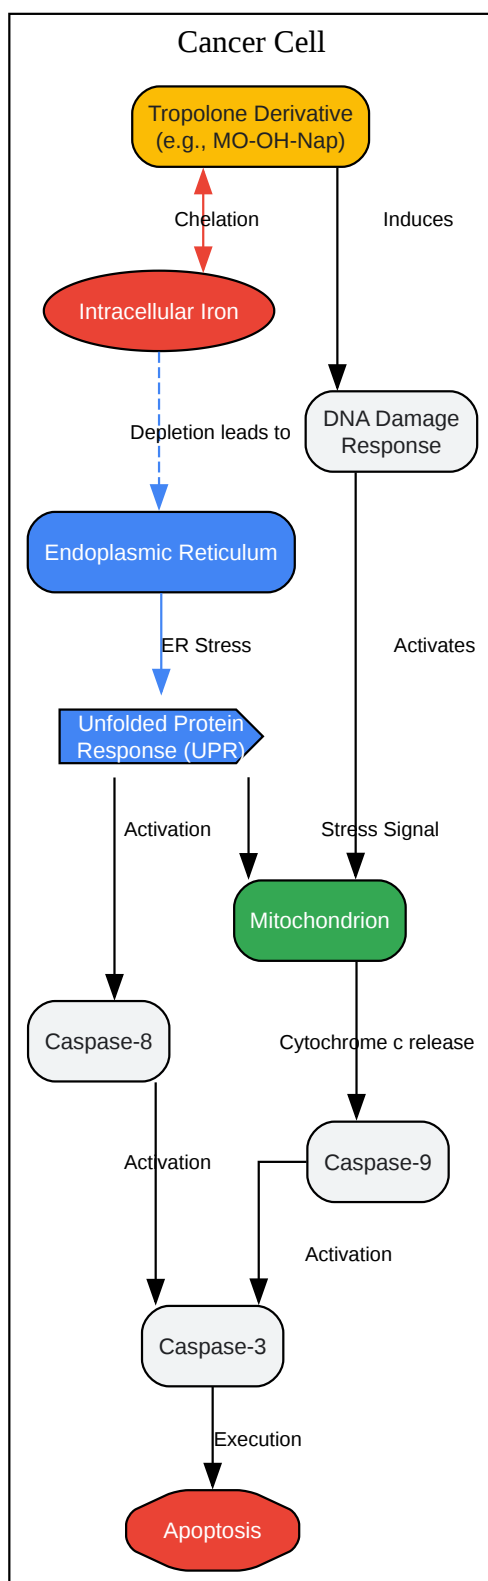 Cancer Cell
Tropolone Derivative
(e.g., MO-OH-Nap)
Chelation
Induces
Intracellular Iron
DNA Damage
Response
Depletion leads to
Endoplasmic Reticulum
ER Stress
Activates
Unfolded Protein
Response (UPR)
Activation
Stress Signal
Mitochondrion
Caspase-8
Cytochrome c release
Activation
Caspase-9
Activation
Caspase-3
Execution
Apoptosis